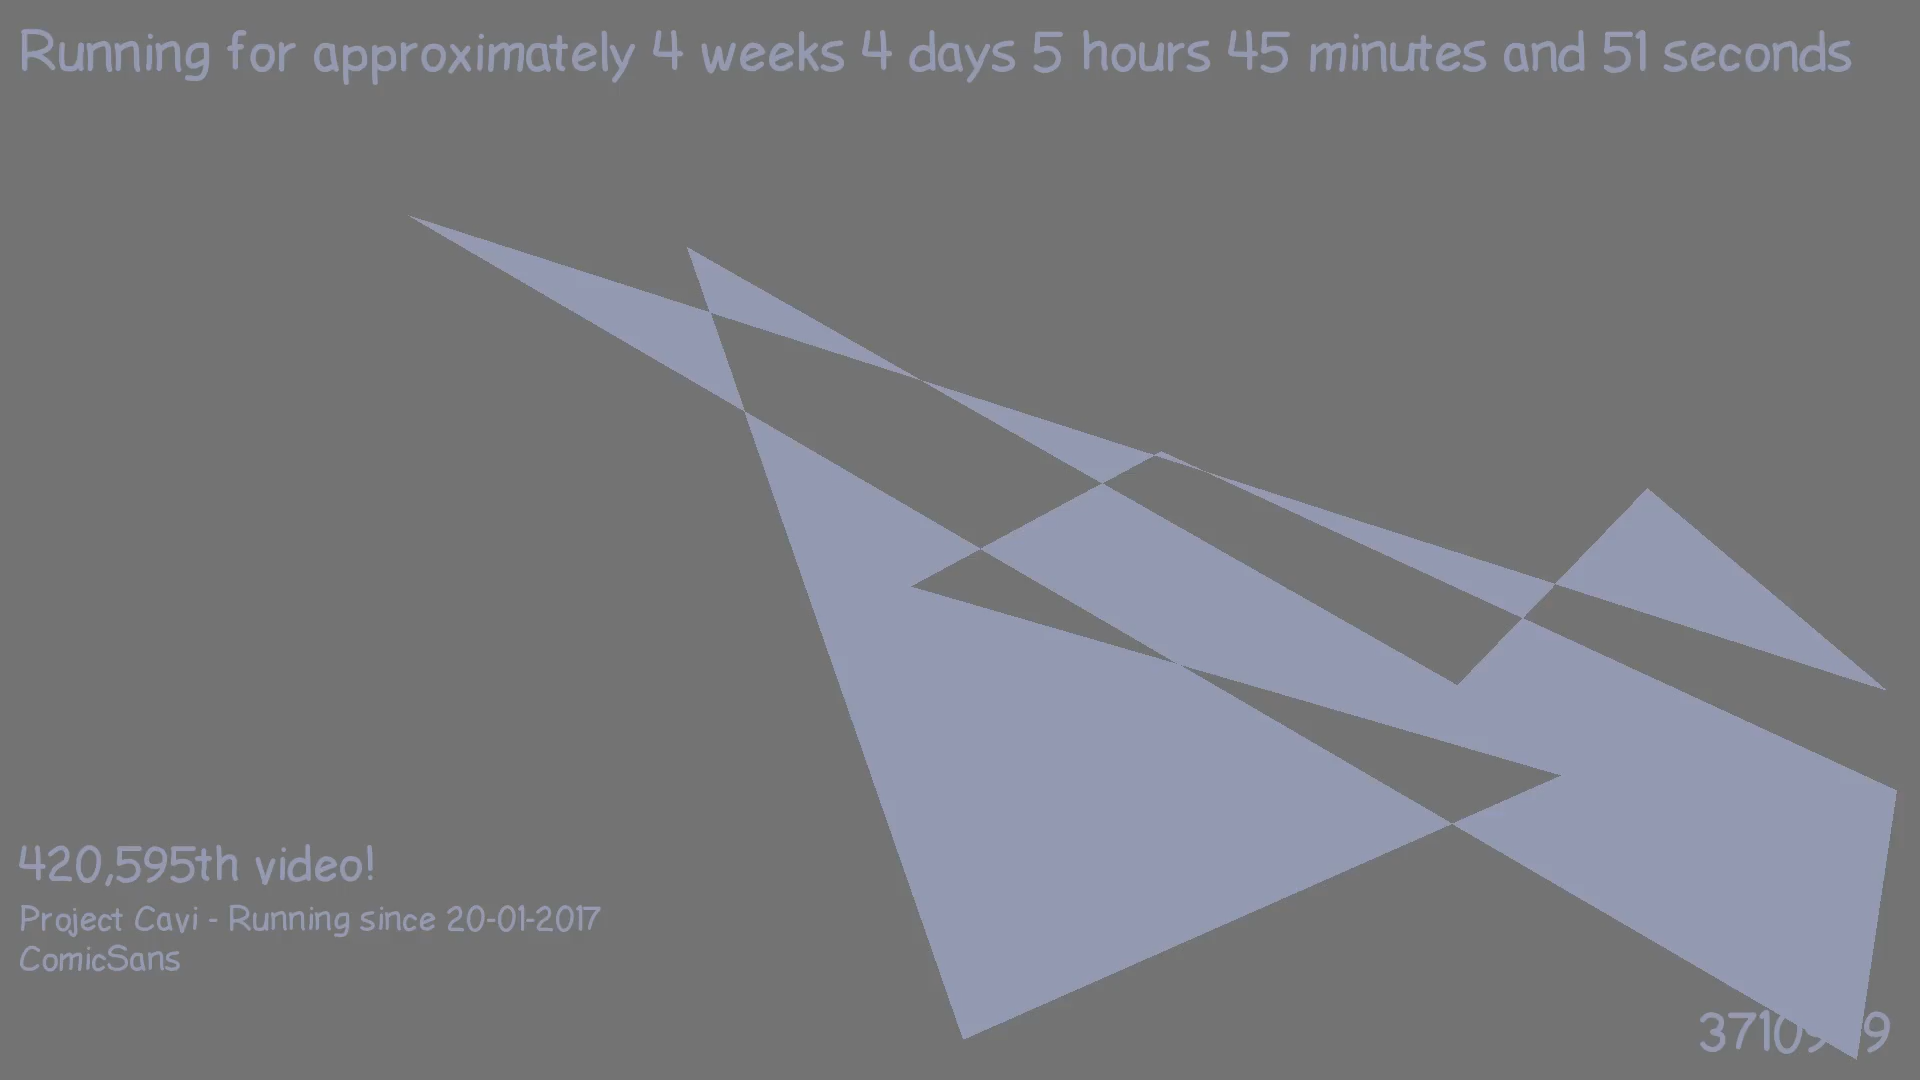 Running for approximately 4 weeks 4 days 5 hours 45 minutes and 51 seconds
420,595th video!
Project Cavi - Running since 20-01-2017
ComicSans